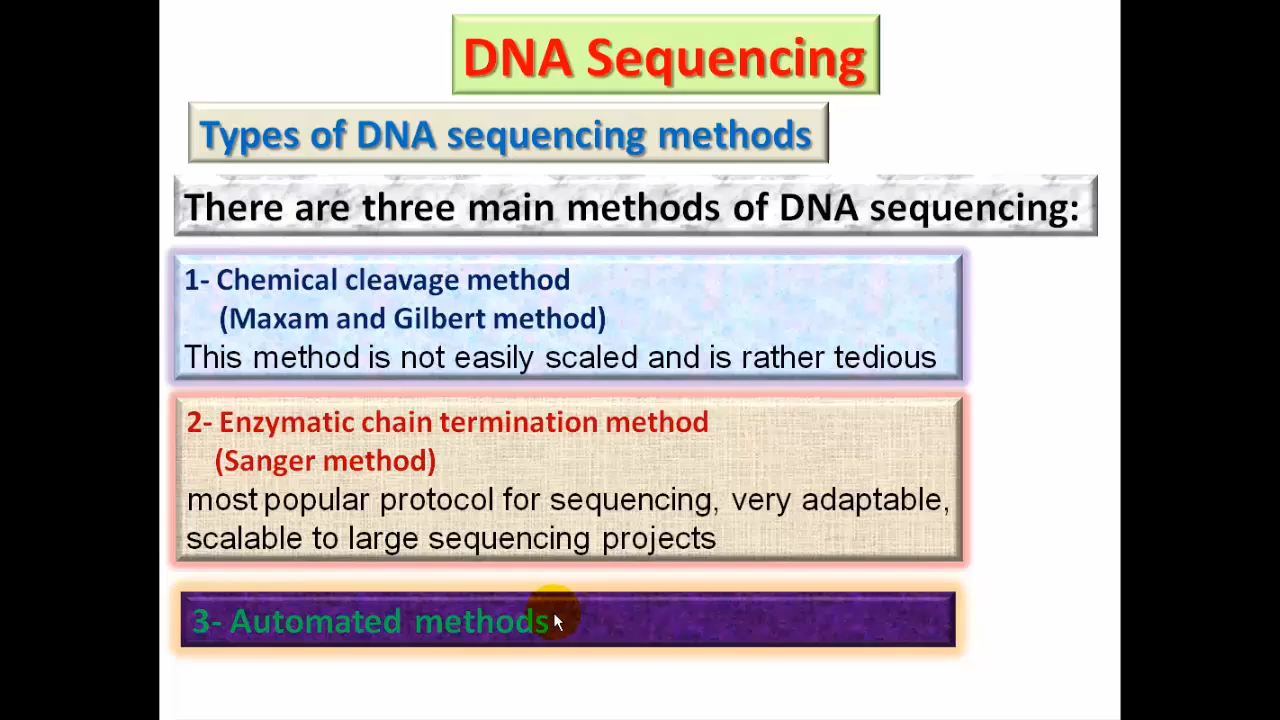 DNA Sequencing
Types of DNA sequencing methods
There are three main methods of DNA sequencing:
1- Chemical cleavage method
(Maxam and Gilbert method)
This method is not easily scaled and is rather tedious
2- Enzymatic chain termination method
(Sanger method)
most popular protocol for sequencing, very adaptable,
scalable to large sequencing projects
3- Automated methods